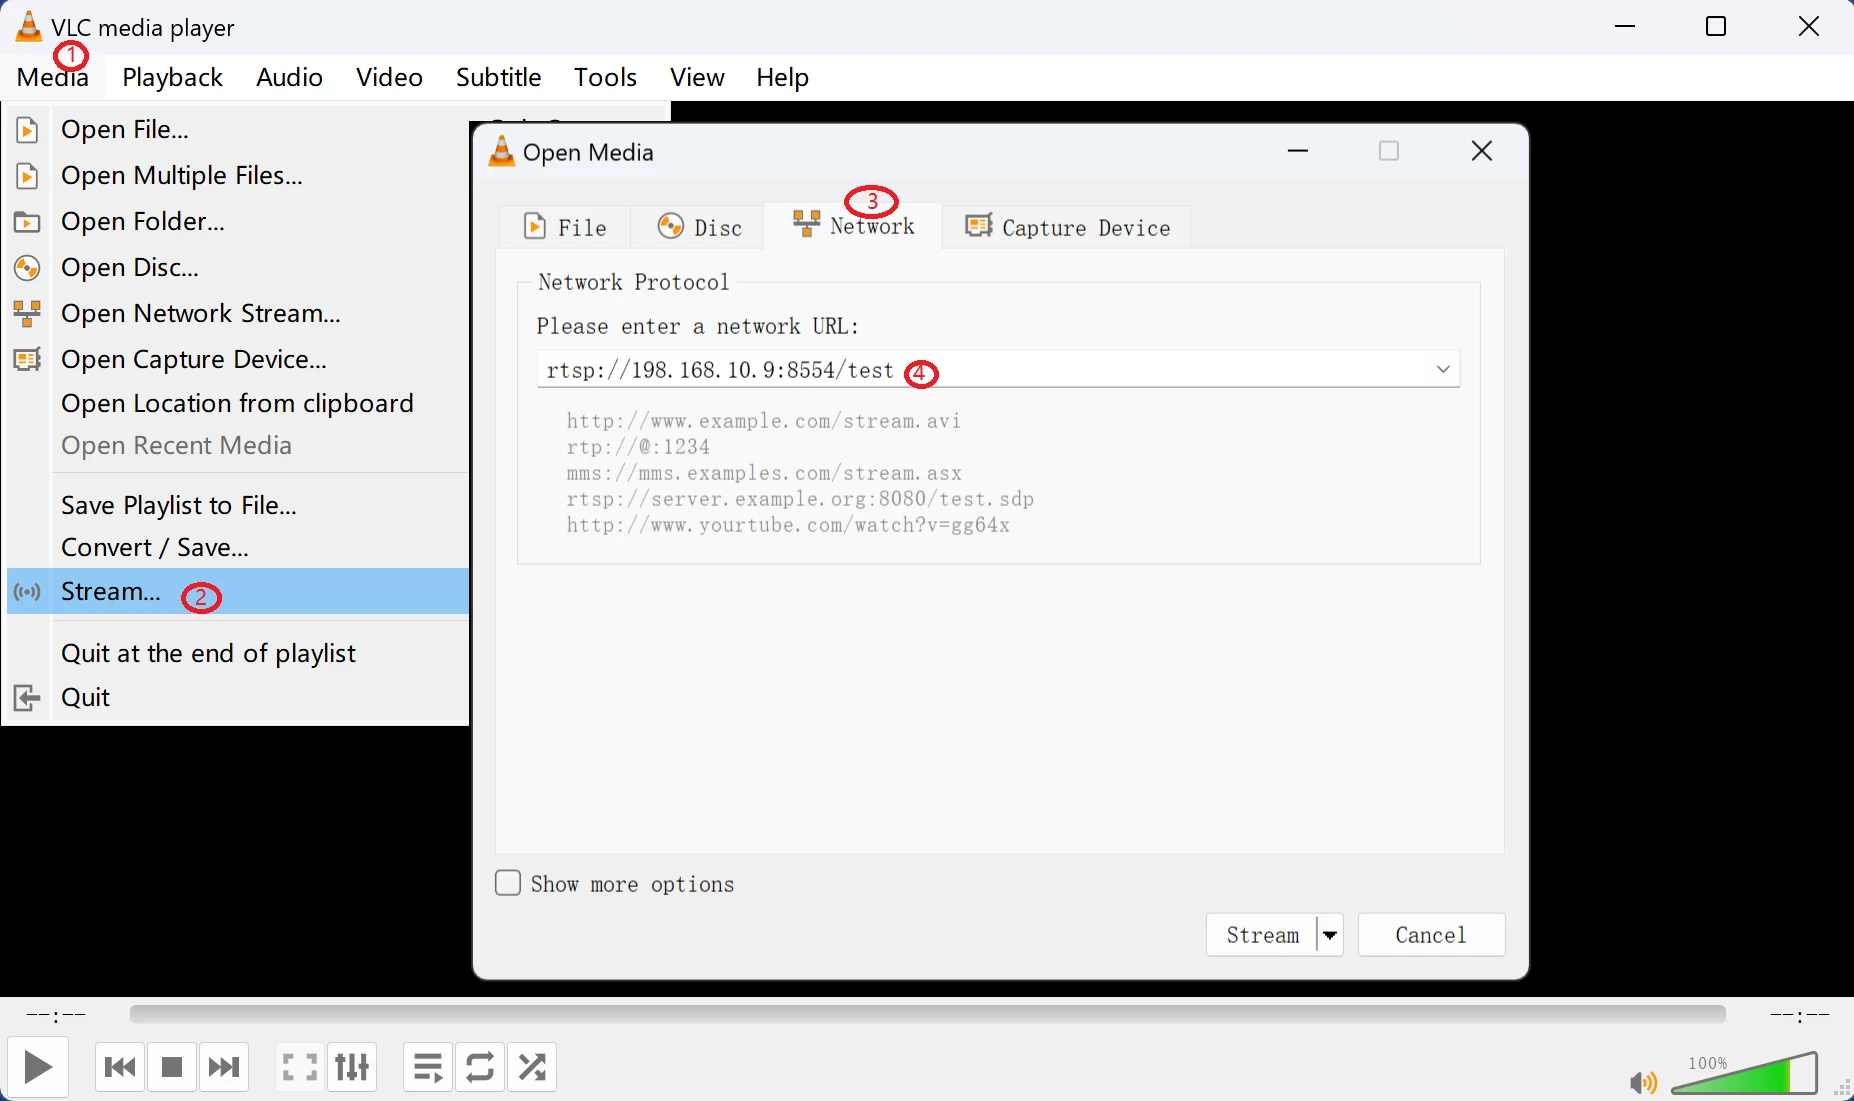 VLC media player
1
Media Playback Audio Video Subtitle Tools View Help
Open File...
Open Multiple Files...
Open Folder...
Open Disc...
Open Network Stream...
Open Capture Device...
Open Location from clipboard
Open Recent Media
Save Playlist to File...
Convert / Save...
Stream... 2
Quit at the end of playlist
Quit
Open Media
3
File Disc Network Capture Device
Network Protocol
Please enter a network URL:
rtsp://198.168.10.9:8554/test 4
http://www.example.com/stream.avi
rtp://@:1234
mms://mms.examples.com/stream.asx
rtsp://server.example.org:8080/test.sdp
http://www.yourtube.com/watch?v=gg64x
Show more options
Stream Cancel
--:-- --:--
100%